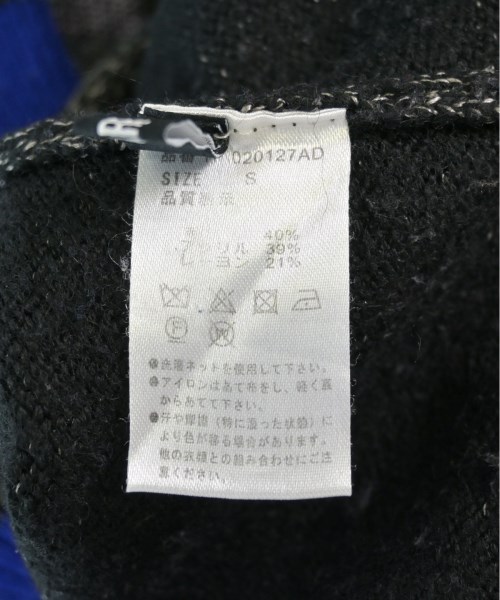 R
品番 020127AD
SIZE S
品質表示
40%
リル 39%
ヨン 21%
F
W
●洗濯ネットを使用して下さい。
●アイロンはあて布をし、軽く裏
からあてて下さい。
●汗や摩擦（特に湿った状態）に
より色が移る場合があります。
他の衣類との組み合わせにご注
意ください。